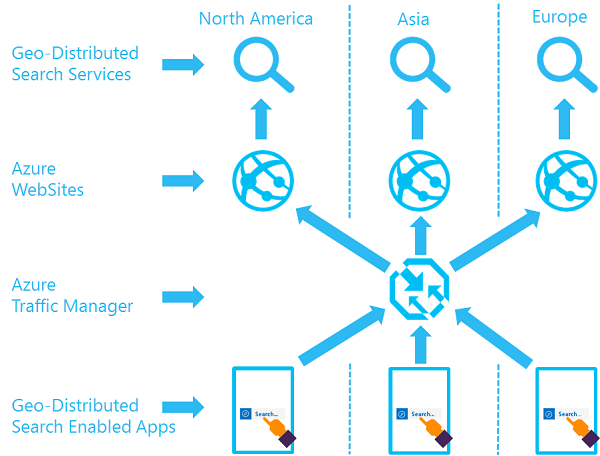 North America
Asia
Europe
Geo-Distributed
Search Services
Azure
WebSites
Azure
Traffic Manager
Geo-Distributed
Search Enabled Apps
Search...
Search...
Search...